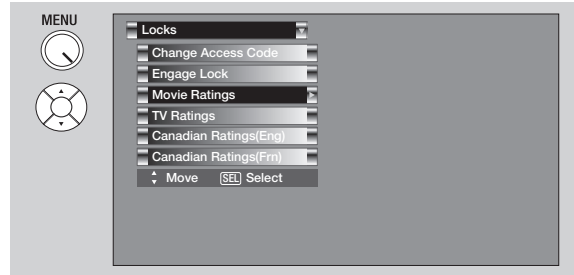 MENU
Locks
Change Access Code
Engage Lock
Movie Ratings
TV Ratings
Canadian Ratings(Eng)
Canadian Ratings(Frn)
Move SEL Select